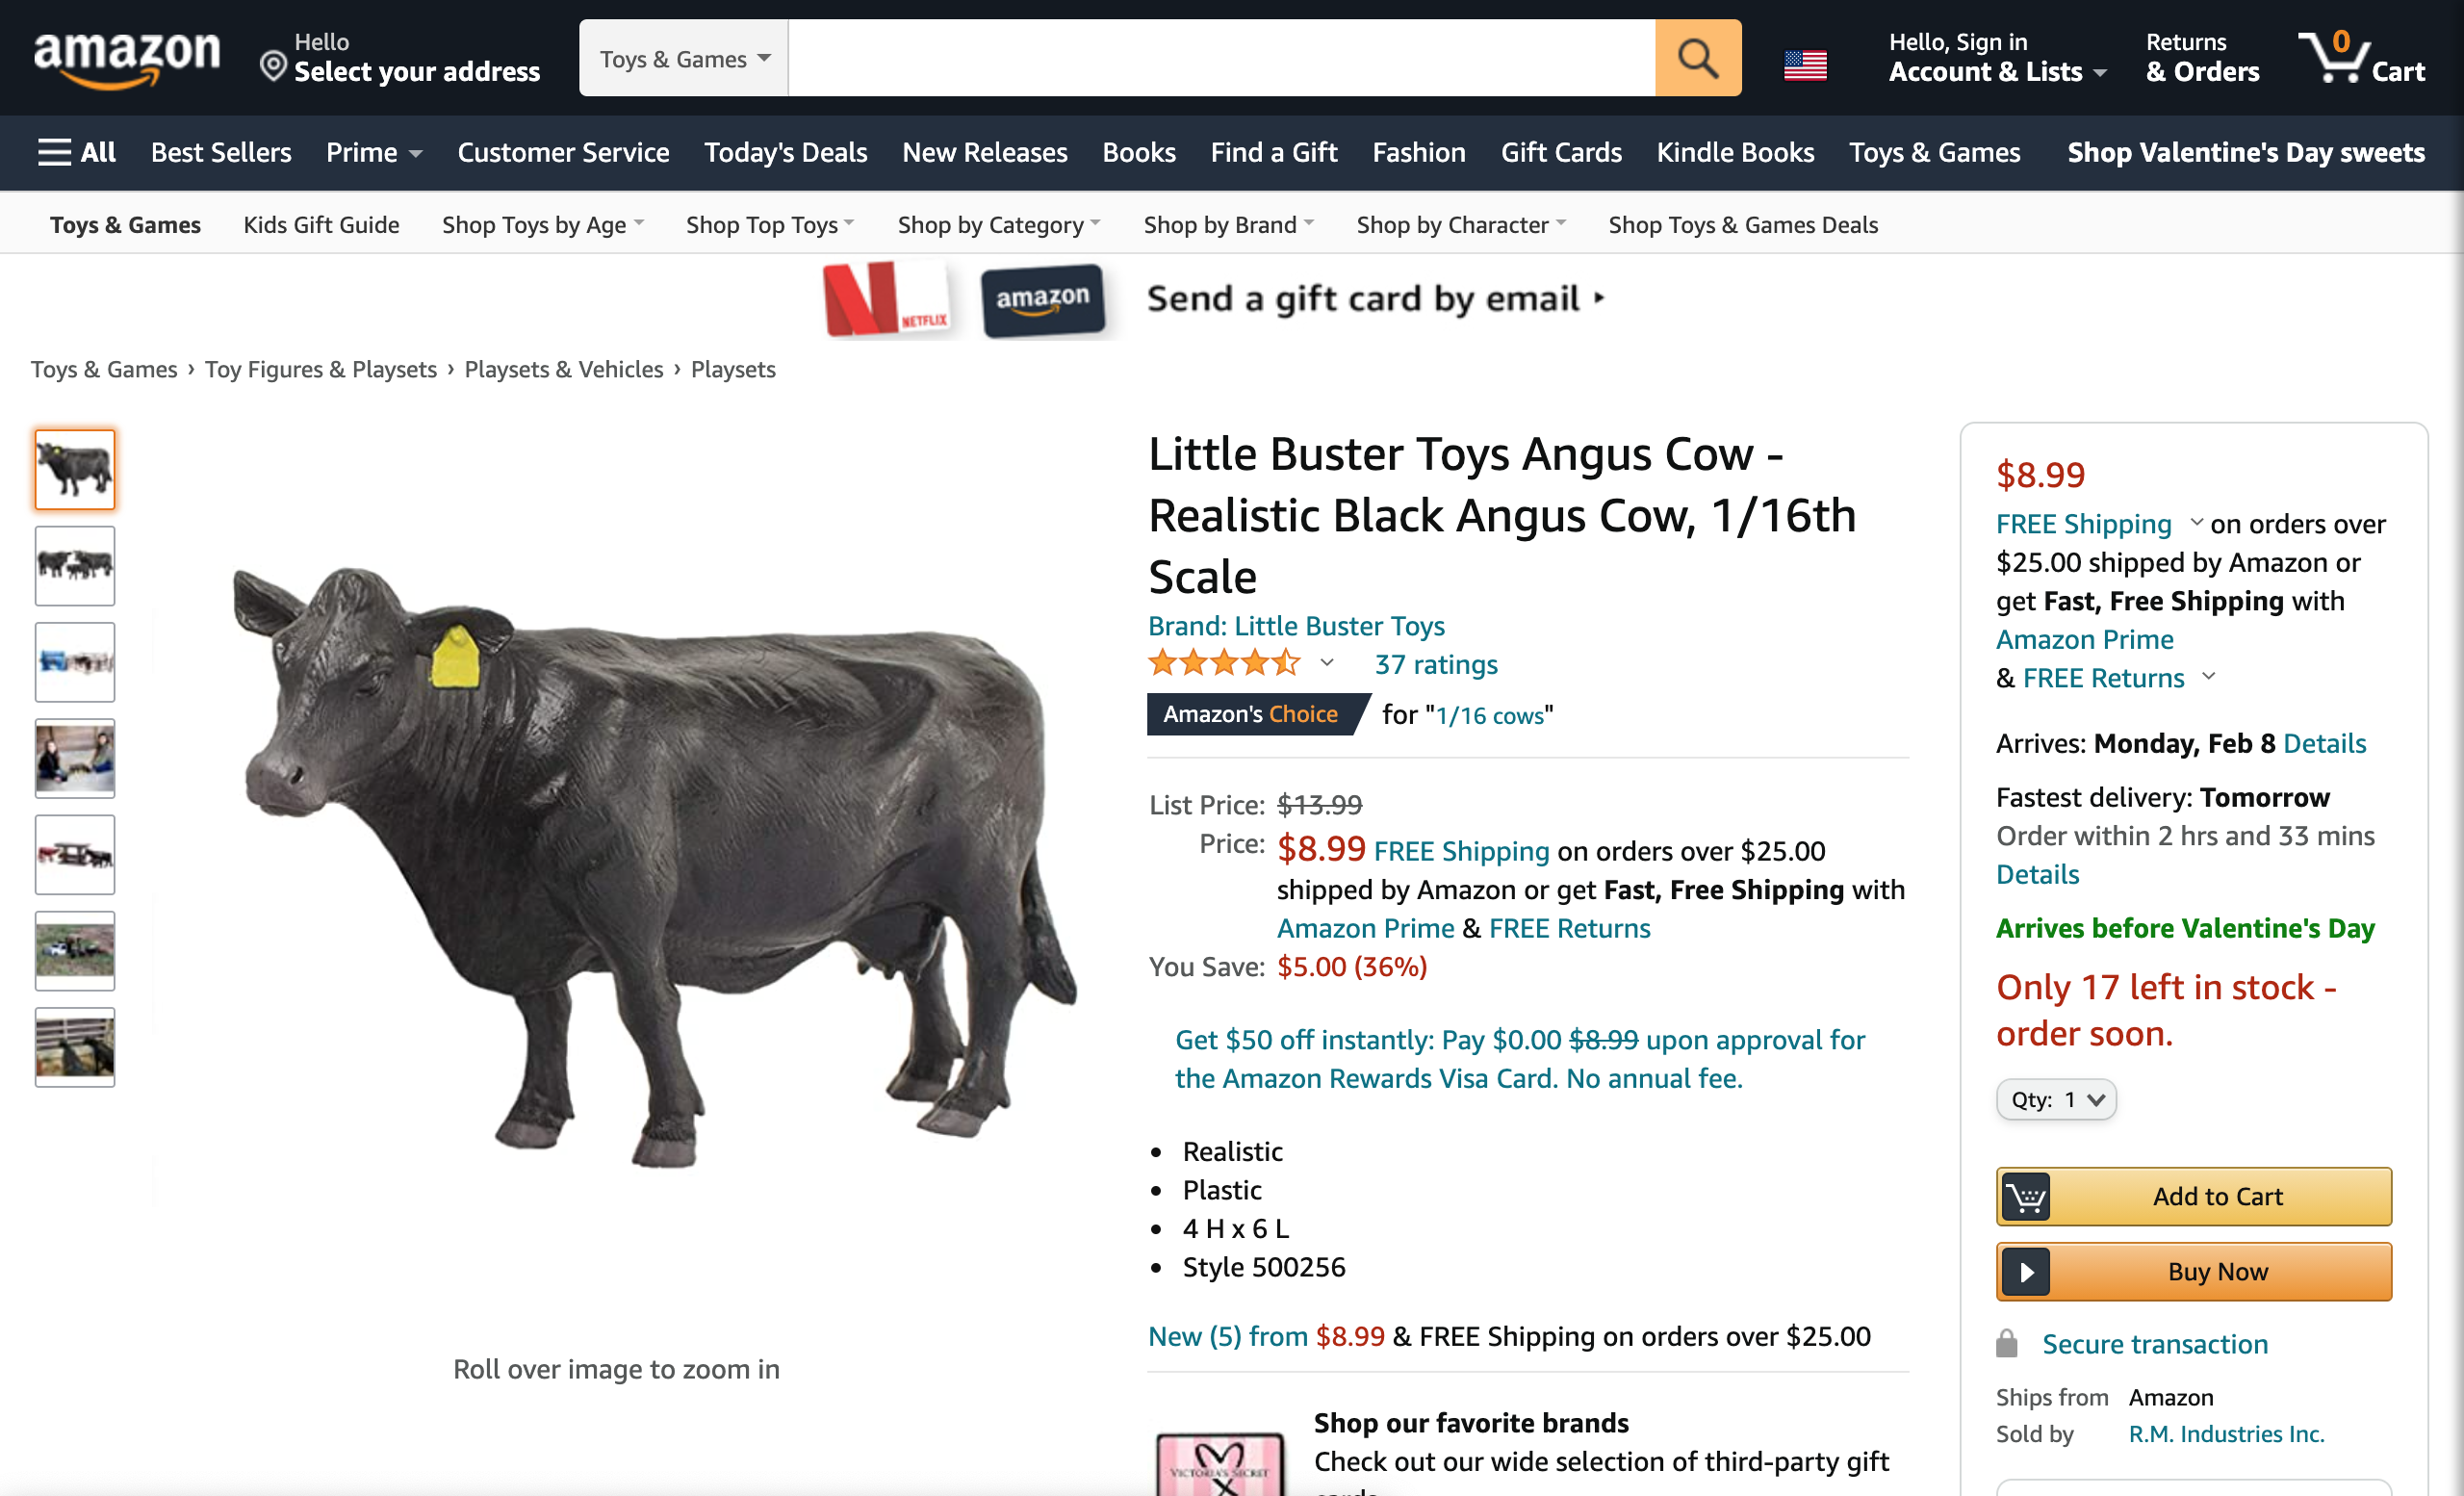 amazon
Hello
Select your address
Toys & Games
Hello, Sign in
Account & Lists
Returns
& Orders
0
Cart
All
Best Sellers
Prime
Customer Service
Today's Deals
New Releases
Books
Find a Gift
Fashion
Gift Cards
Kindle Books
Toys & Games
Shop Valentine's Day sweets
Toys & Games
Kids Gift Guide
Shop Toys by Age
Shop Top Toys
Shop by Category
Shop by Brand
Shop by Character
Shop Toys & Games Deals
NETFLIX
amazon
Send a gift card by email
Toys & Games › Toy Figures & Playsets › Playsets & Vehicles › Playsets
Roll over image to zoom in
Little Buster Toys Angus Cow -
Realistic Black Angus Cow, 1/16th
Scale
Brand: Little Buster Toys
37 ratings
Amazon's Choice for "1/16 cows"
List Price: $13.99
Price: $8.99 FREE Shipping on orders over $25.00
shipped by Amazon or get Fast, Free Shipping with
Amazon Prime & FREE Returns
You Save: $5.00 (36%)
Get $50 off instantly: Pay $0.00 $8.99 upon approval for
the Amazon Rewards Visa Card. No annual fee.
• Realistic
• Plastic
• 4 H x 6 L
• Style 500256
New (5) from $8.99 & FREE Shipping on orders over $25.00
Shop our favorite brands
Check out our wide selection of third-party gift
VICTORIA'S SECRET
$8.99
FREE Shipping on orders over
$25.00 shipped by Amazon or
get Fast, Free Shipping with
Amazon Prime
& FREE Returns
Arrives: Monday, Feb 8 Details
Fastest delivery: Tomorrow
Order within 2 hrs and 33 mins
Details
Arrives before Valentine's Day
Only 17 left in stock -
order soon.
Qty: 1
Add to Cart
Buy Now
Secure transaction
Ships from Amazon
Sold by R.M. Industries Inc.